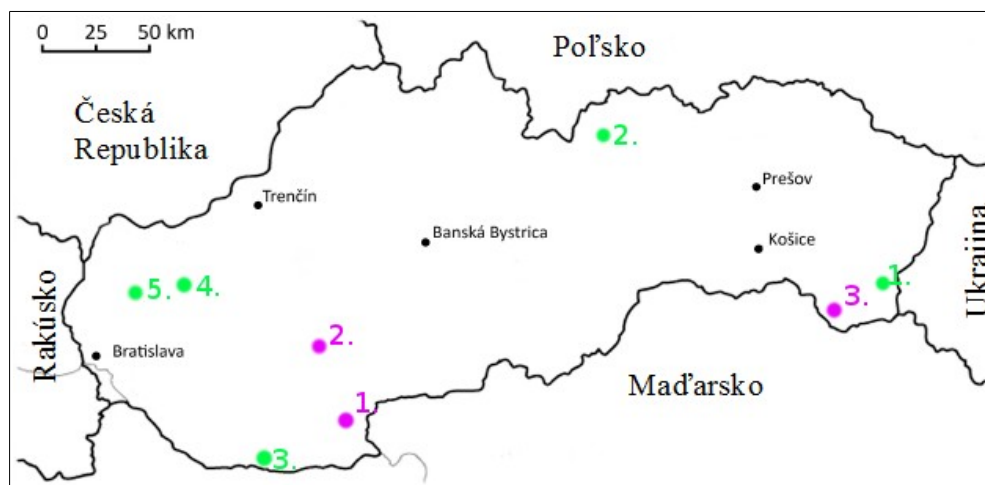 0 25 50 km
Poľsko
Česká
Republika
2.
Prešov
Trenčín
Banská Bystrica
Košice
Ukrajina
Rakúsko
5.
4.
1.
3.
2.
Bratislava
Maďarsko
1.
3.